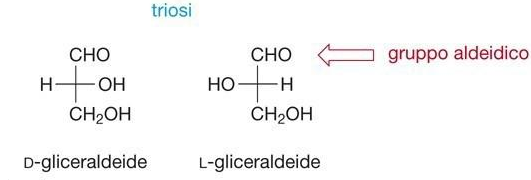 triosi
CHO CHO gruppo aldeidico
H OH HO H
CH₂OH CH₂OH
D-gliceraldeide L-gliceraldeide